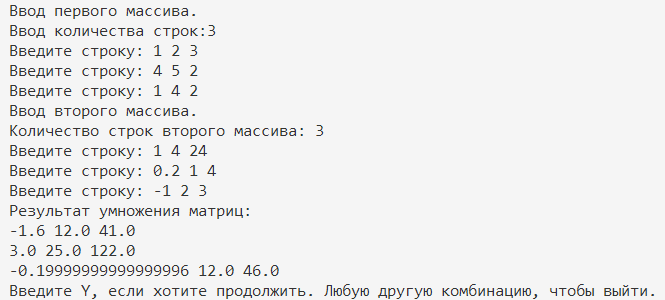 Ввод первого массива.
Ввод количества строк:3
Введите строку: 1 2 3
Введите строку: 4 5 2
Введите строку: 1 4 2
Ввод второго массива.
Количество строк второго массива: 3
Введите строку: 1 4 24
Введите строку: 0.2 1 4
Введите строку: -1 2 3
Результат умножения матриц:
-1.6 12.0 41.0
3.0 25.0 122.0
-0.19999999999999996 12.0 46.0
Введите Y, если хотите продолжить. Любую другую комбинацию, чтобы выйти.